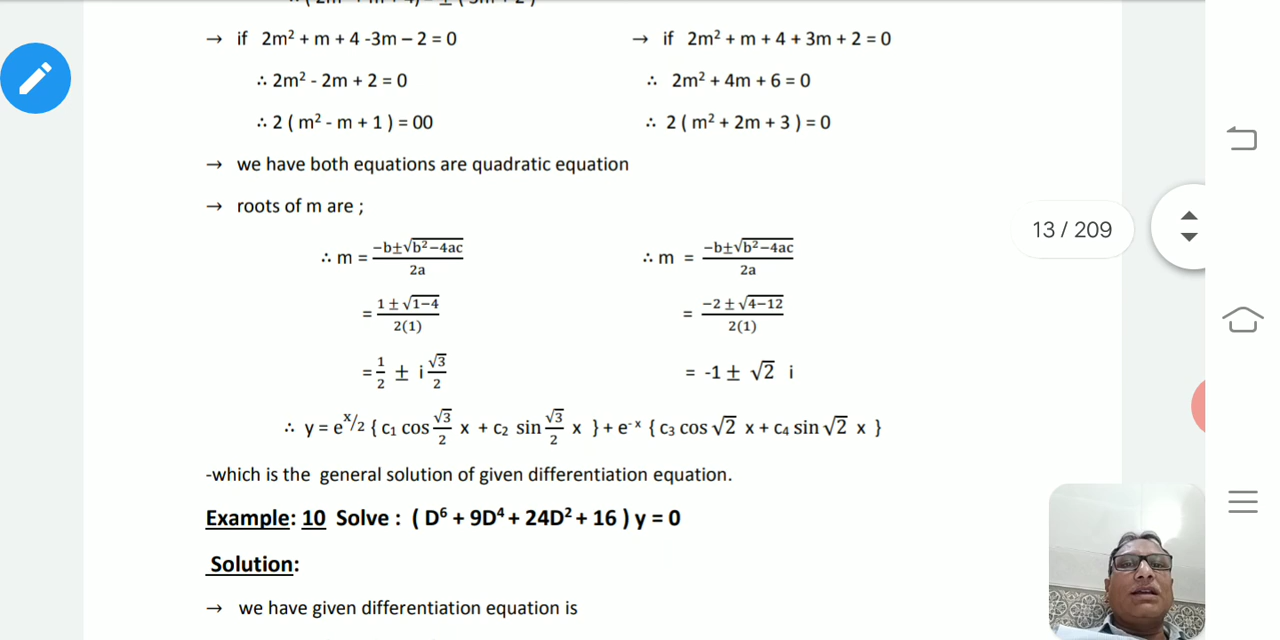 → if 2m² + m + 4 -3m – 2 = 0 → if 2m² + m + 4 + 3m + 2 = 0
∴ 2m² - 2m + 2 = 0 ∴ 2m² + 4m + 6 = 0
∴ 2 ( m² - m + 1 ) = 00 ∴ 2 ( m² + 2m + 3 ) = 0
→ we have both equations are quadratic equation
→ roots of m are ;
∴ m = −b±√b²−4ac / 2a ∴ m = −b±√b²−4ac / 2a
= 1 ± √1−4 / 2(1) = −2 ± √4−12 / 2(1)
= 1/2 ± i √3/2 = -1 ± √2 i
∴ y = e^x/2 { c₁ cos √3/2 x + c₂ sin √3/2 x } + e⁻ˣ { c₃ cos √2 x + c₄ sin √2 x }
-which is the general solution of given differentiation equation.
Example: 10 Solve : ( D⁶ + 9D⁴ + 24D² + 16 ) y = 0
Solution:
→ we have given differentiation equation is
13 / 209